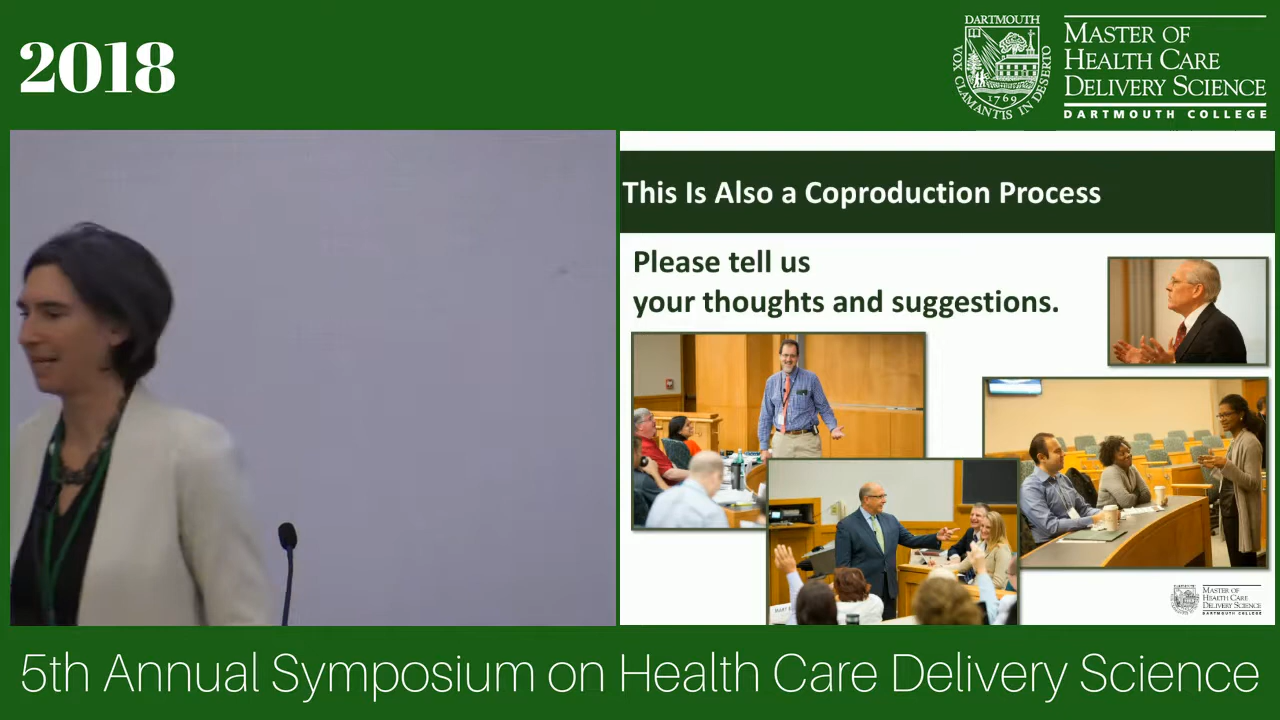 2018
DARTMOUTH
VOX CLAMANTIS IN DESERTO
1769
MASTER OF
HEALTH CARE
DELIVERY SCIENCE
DARTMOUTH COLLEGE
This Is Also a Coproduction Process
Please tell us
your thoughts and suggestions.
MASTER OF
HEALTH CARE
DELIVERY SCIENCE
DARTMOUTH COLLEGE
5th Annual Symposium on Health Care Delivery Science